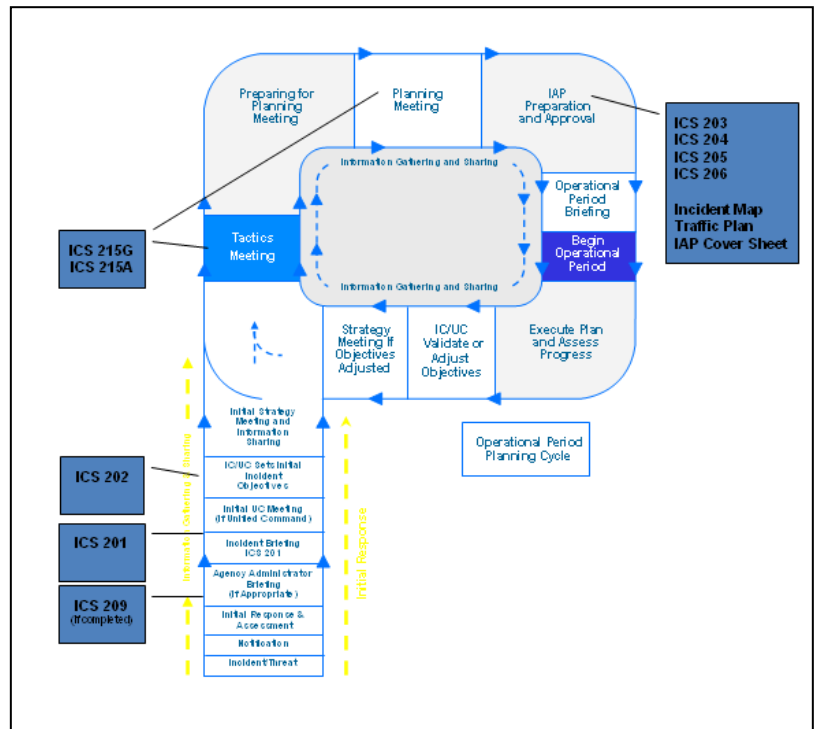 Preparing for
Planning
Meeting
Planning
Meeting
IAP
Preparation
and Approval
ICS 203
ICS 204
ICS 205
ICS 206
Incident Map
Traffic Plan
IAP Cover Sheet
Information Gathering and Sharing
Operational
Period
Briefing
ICS 215G
ICS 215A
Tactics
Meeting
Begin
Operational
Period
Information Gathering and Sharing
Strategy
Meeting If
Objectives
Adjusted
IC/UC
Validate or
Adjust
Objectives
Execute Plan
and Assess
Progress
Initial Strategy
Meeting and
Information
Sharing
Operational Period
Planning Cycle
ICS 202
IC/UC Sets Initial
Incident
Objectives
Initial UC Meeting
(If Unified Command)
ICS 201
Incident Briefing
ICS 201
Agency Administrator
Briefing
(If Appropriate)
ICS 209
(If completed)
Initial Response &
Assessment
Notification
Incident/Threat
Information Gathering & Sharing
Initial Response